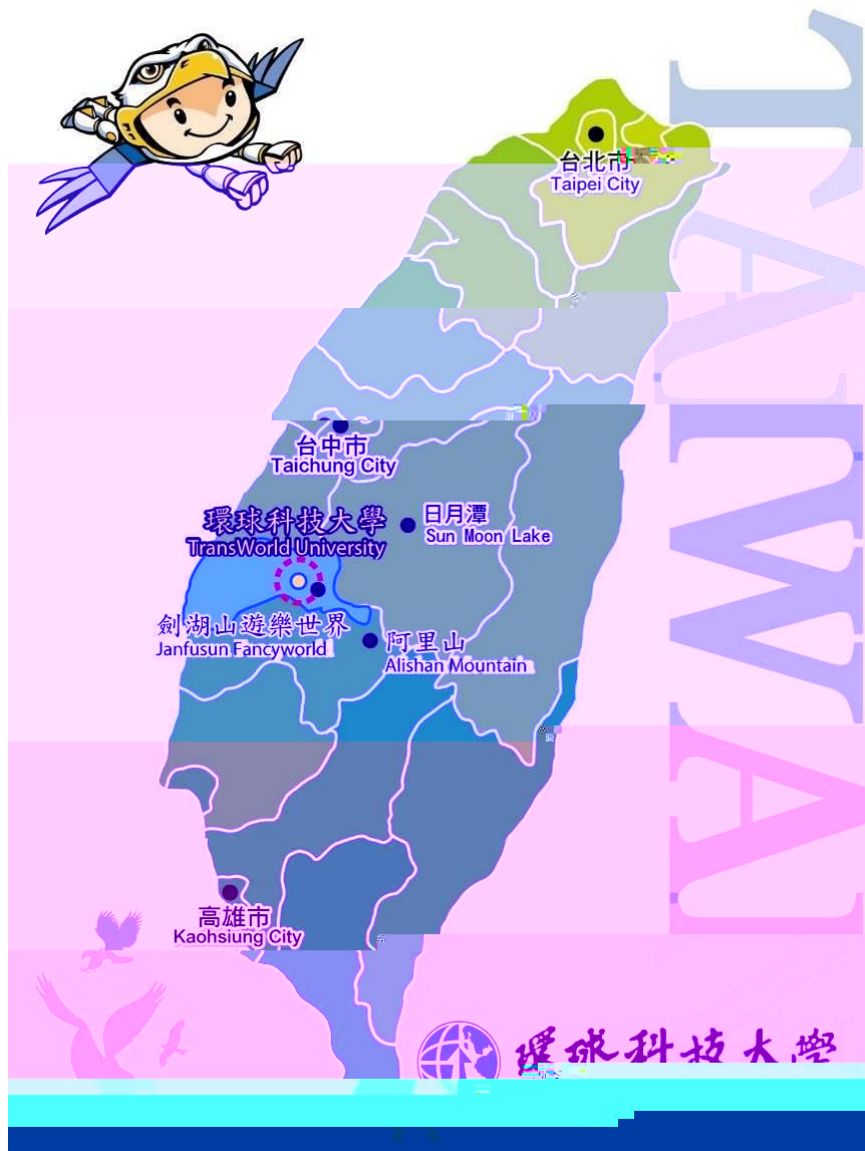 台北市
Taipei City
台中市
Taichung City
環球科技大學
TransWorld University
日月潭
Sun Moon Lake
劍湖山遊樂世界
Janfusun Fancyworld
阿里山
Alishan Mountain
高雄市
Kaohsiung City
TAIWAN
環球科技大學